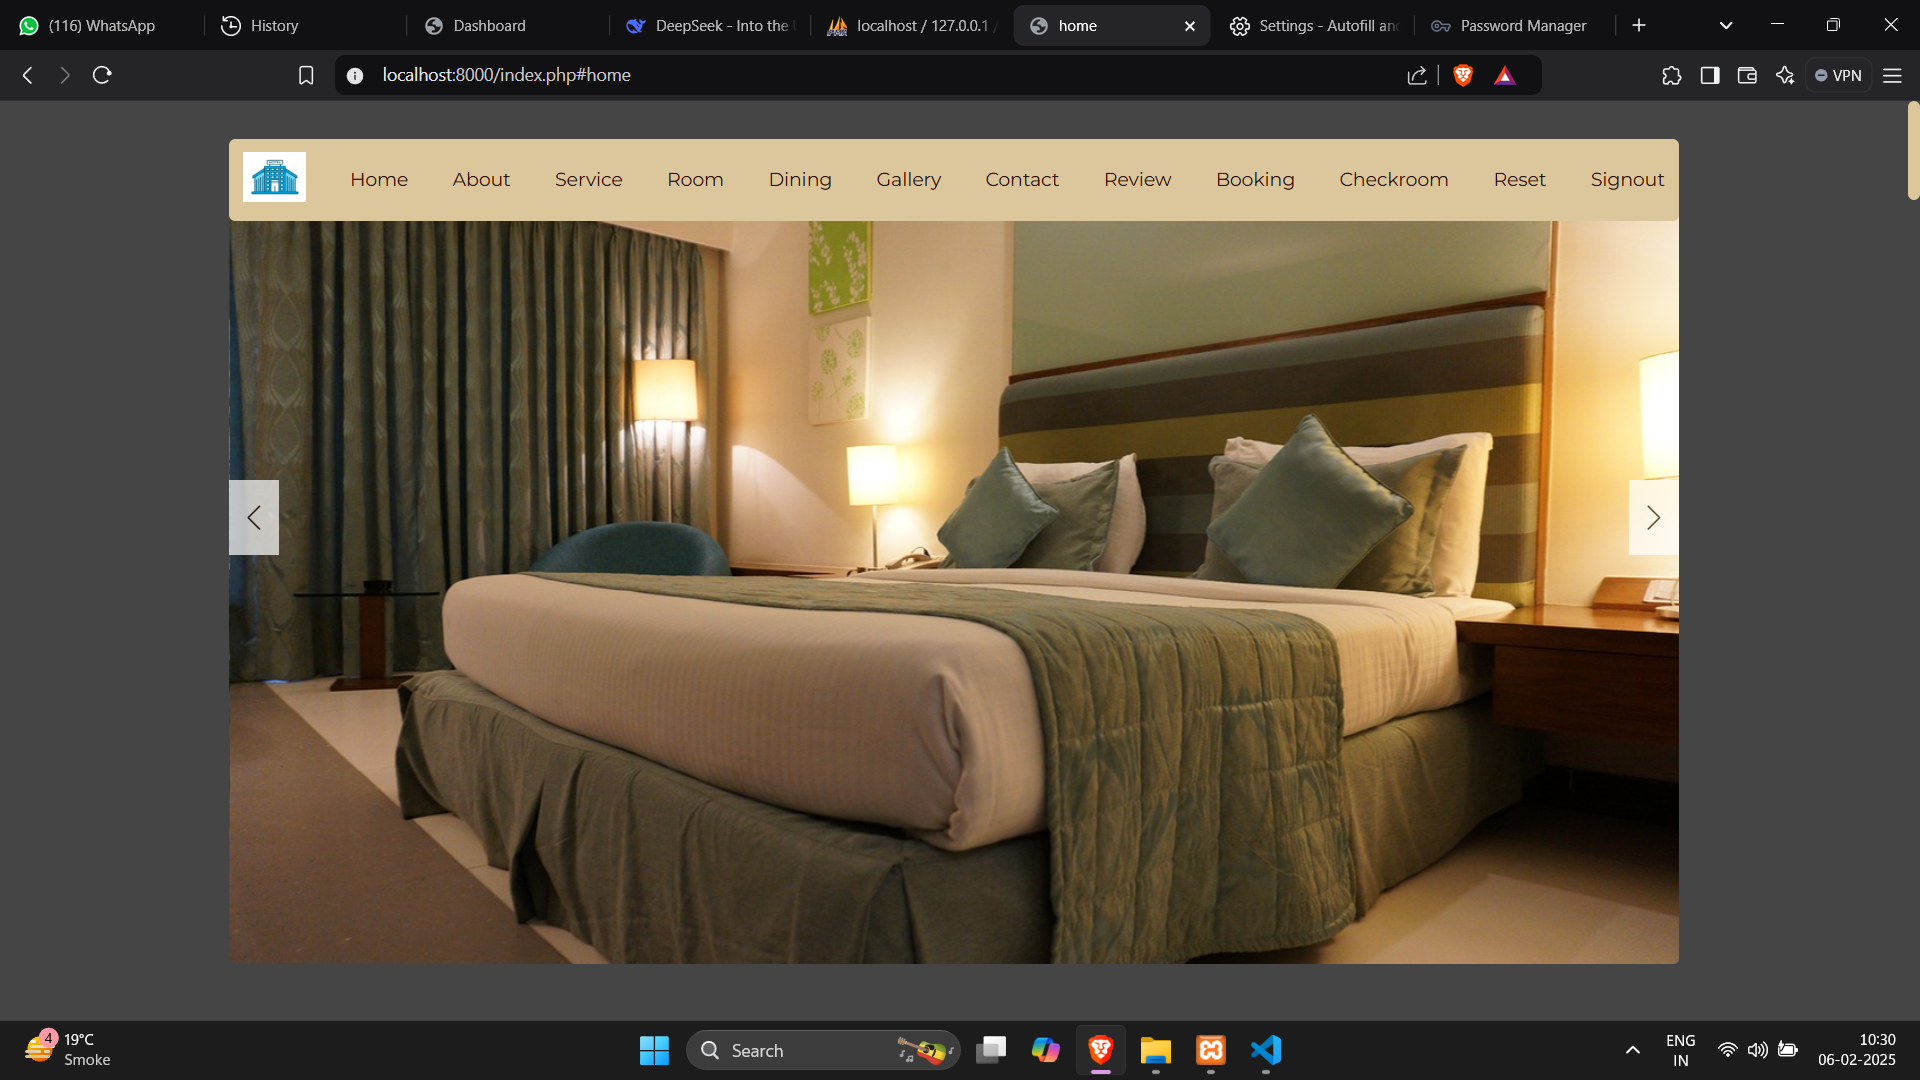 (116) WhatsApp
History
Dashboard
DeepSeek - Into the
localhost / 127.0.0.1 /
home
Settings - Autofill an
Password Manager
localhost:8000/index.php#home
VPN
Home About Service Room Dining Gallery Contact Review Booking Checkroom Reset Signout
4
19°C
Smoke
Search
ENG
IN
10:30
06-02-2025